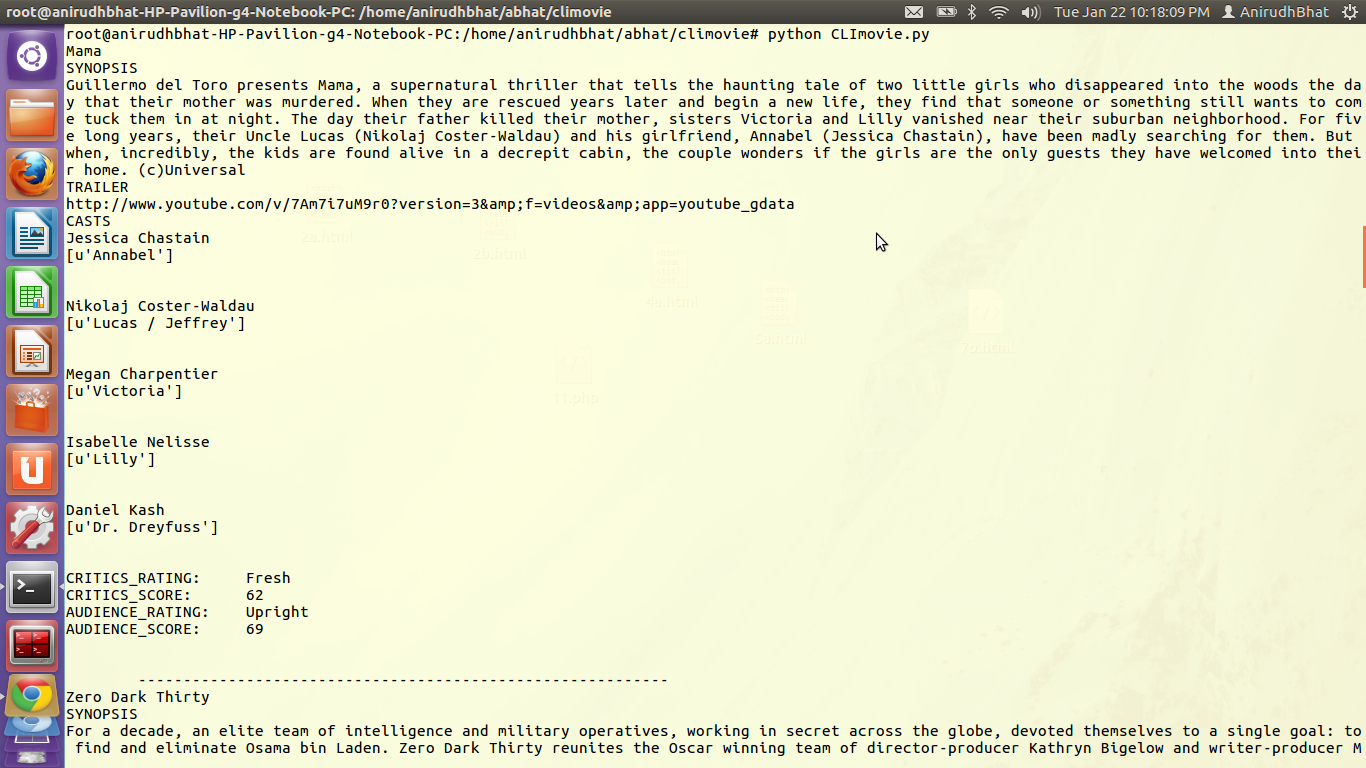 root@anirudhbhat-HP-Pavilion-g4-Notebook-PC: /home/anirudhbhat/abhat/climovie
Tue Jan 22 10:18:09 PM
AnirudhBhat
root@anirudhbhat-HP-Pavilion-g4-Notebook-PC:/home/anirudhbhat/abhat/climovie# python CLImovie.py
Mama
SYNOPSIS
Guillermo del Toro presents Mama, a supernatural thriller that tells the haunting tale of two little girls who disappeared into the woods the da
y that their mother was murdered. When they are rescued years later and begin a new life, they find that someone or something still wants to com
e tuck them in at night. The day their father killed their mother, sisters Victoria and Lilly vanished near their suburban neighborhood. For fiv
e long years, their Uncle Lucas (Nikolaj Coster-Waldau) and his girlfriend, Annabel (Jessica Chastain), have been madly searching for them. But
when, incredibly, the kids are found alive in a decrepit cabin, the couple wonders if the girls are the only guests they have welcomed into thei
r home. (c)Universal
TRAILER
http://www.youtube.com/v/7Am7i7uM9r0?version=3&amp;f=videos&amp;app=youtube_gdata
CASTS
Jessica Chastain
[u'Annabel']
Nikolaj Coster-Waldau
[u'Lucas / Jeffrey']
Megan Charpentier
[u'Victoria']
Isabelle Nelisse
[u'Lilly']
Daniel Kash
[u'Dr. Dreyfuss']
CRITICS_RATING: Fresh
CRITICS_SCORE: 62
AUDIENCE_RATING: Upright
AUDIENCE_SCORE: 69
-----------------------------------------------------------
Zero Dark Thirty
SYNOPSIS
For a decade, an elite team of intelligence and military operatives, working in secret across the globe, devoted themselves to a single goal: to
find and eliminate Osama bin Laden. Zero Dark Thirty reunites the Oscar winning team of director-producer Kathryn Bigelow and writer-producer M